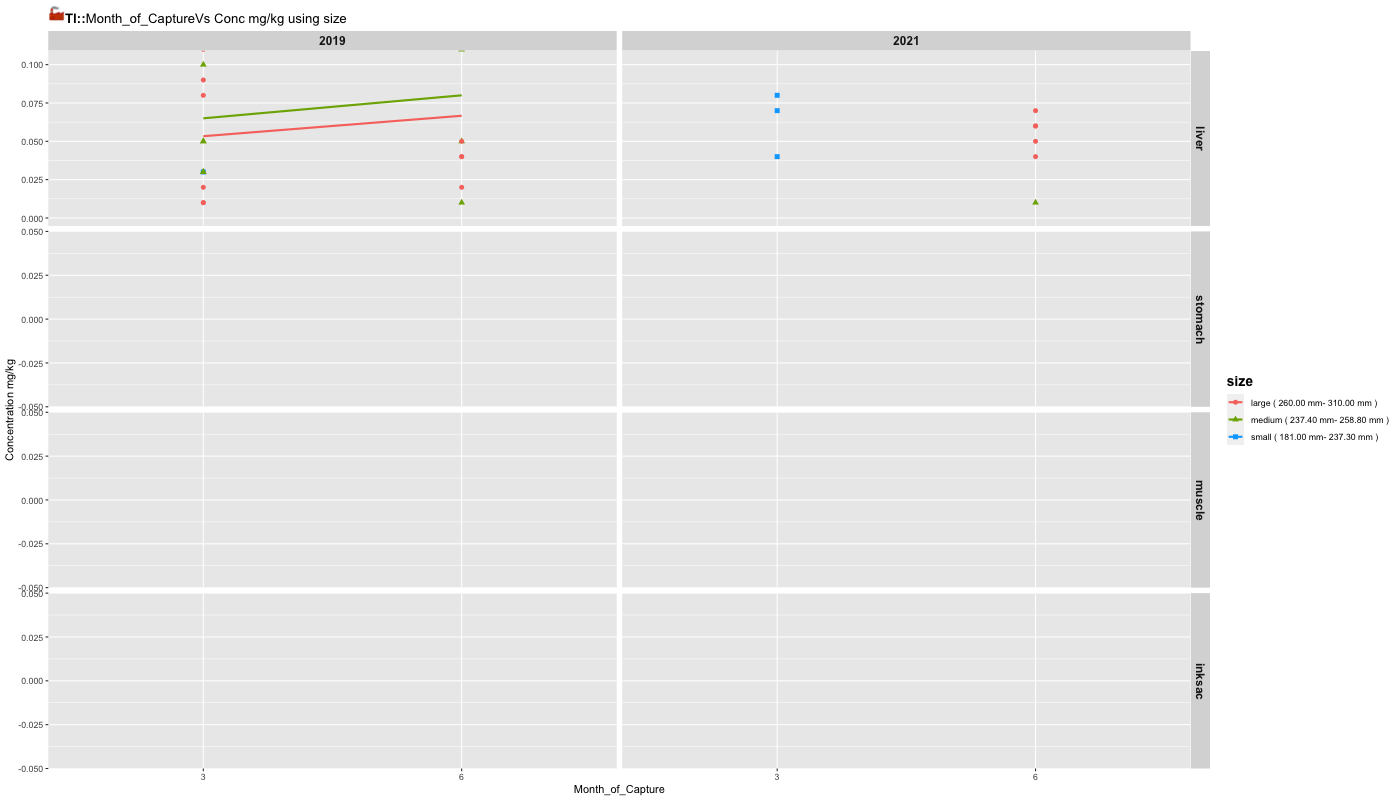 TI::Month_of_CaptureVs Conc mg/kg using size
2019
2021
0.100
0.075
0.050
0.025
0.000
liver
0.050
0.025
0.000
-0.025
-0.050
stomach
0.050
0.025
0.000
-0.025
-0.050
muscle
0.050
0.025
0.000
-0.025
-0.050
inksac
3
6
3
6
Month_of_Capture
Concentration mg/kg
size
large ( 260.00 mm- 310.00 mm )
medium ( 237.40 mm- 258.80 mm )
small ( 181.00 mm- 237.30 mm )